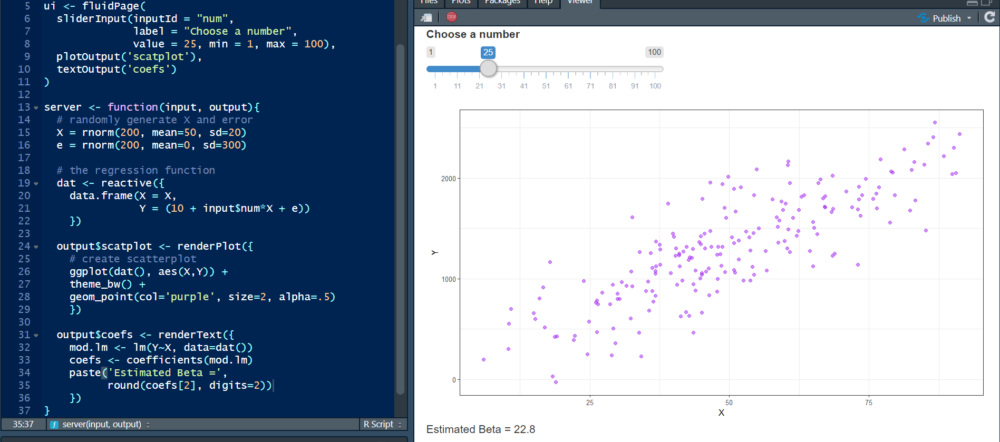 5 ui <- fluidPage(
6 sliderInput(inputId = "num",
7 label = "Choose a number",
8 value = 25, min = 1, max = 100),
9 plotOutput('scatplot'),
10 textOutput('coefs')
11 )
12
13 server <- function(input, output){
14 # randomly generate X and error
15 X = rnorm(200, mean=50, sd=20)
16 e = rnorm(200, mean=0, sd=300)
17
18 # the regression function
19 dat <- reactive({
20 data.frame(X = X,
21 Y = (10 + input$num*X + e))
22 })
23
24 output$scatplot <- renderPlot({
25 # create scatterplot
26 ggplot(dat(), aes(X,Y)) +
27 theme_bw() +
28 geom_point(col='purple', size=2, alpha=.5)
29 })
30
31 output$coefs <- renderText({
32 mod.lm <- lm(Y~X, data=dat())
33 coefs <- coefficients(mod.lm)
34 paste('Estimated Beta =',
35 round(coefs[2], digits=2))
36 })
37 }
35:37 server(input, output) R Script
Files Plots Packages Help Viewer
STOP Publish
Choose a number
1 25 100
1 11 21 31 41 51 61 71 81 91 100
2000
Y
1000
0
25 50 75
X
Estimated Beta = 22.8